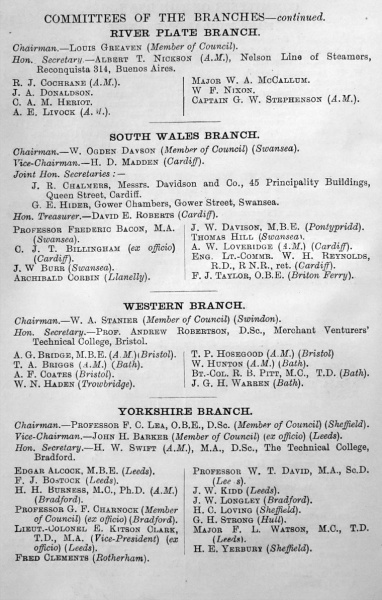 COMMITTEES OF THE BRANCHES—continued.
RIVER PLATE BRANCH.
Chairman.—LOUIS GREAVEN (Member of Council).
Hon. Secretary.—ALBERT T. NICKSON (A.M.), Nelson Line of Steamers,
Reconquista 314, Buenos Aires.
R. J. COCHRANE (A.M.).
J. A. DONALDSON.
C. A. M. HERIOT.
A. E. LIVOCK (A.M.).
MAJOR W. A. MCCALLUM.
W. F. NIXON.
CAPTAIN G. W. STEPHENSON (A.M.).
SOUTH WALES BRANCH.
Chairman.—W. OGDEN DAVSON (Member of Council) (Swansea).
Vice-Chairman.—H. D. MADDEN (Cardiff).
Joint Hon. Secretaries:—
J. R. CHALMERS, Messrs. Davidson and Co., 45 Principality Buildings,
Queen Street, Cardiff.
G. E. HIDER, Gower Chambers, Gower Street, Swansea.
Hon. Treasurer.—DAVID E. ROBERTS (Cardiff).
PROFESSOR FREDERIC BACON, M.A.
(Swansea).
C. J. T. BILLINGHAM (ex officio)
(Cardiff).
J. W BURR (Swansea).
ARCHIBALD CORBIN (Llanelly).
J. W. DAVISON, M.B.E. (Pontypridd).
THOMAS HILL (Swansea).
A. W. LOVERIDGE (A.M.) (Cardiff).
ENG. LT.-COMMR. W. H. REYNOLDS,
R.D., R N.R., ret. (Cardiff).
F. J. TAYLOR, O.B.E. (Briton Ferry).
WESTERN BRANCH.
Chairman.—W. A. STANIER (Member of Council) (Swindon).
Hon. Secretary.—PROF. ANDREW ROBERTSON, D.Sc., Merchant Venturers'
Technical College, Bristol.
A. G. BRIDGE, M.B.E. (A.M.) (Bristol).
T. A. BRIGGS (A.M.) (Bath).
A. F. COATES (Bristol).
W. N. HADEN (Trowbridge).
T. P. HOSEGOOD (A.M.) (Bristol)
W. HUNTON (A.M.) (Bath).
BT.-COL. R. B. PITT, M.C., T.D. (Bath).
J. G. H. WARREN (Bath).
YORKSHIRE BRANCH.
Chairman.—PROFESSOR F. C. LEA, O.B.E., D.Sc. (Member of Council) (Sheffield).
Vice-Chairman.—JOHN H. BARKER (Member of Council) (ex officio) (Leeds).
Hon. Secretary.—H. W. SWIFT (A.M.), M.A., D.Sc., The Technical College,
Bradford.
EDGAR ALCOCK, M.B.E. (Leeds).
F. J. BOSTOCK (Leeds).
H. H. BURNESS, M.C., Ph.D. (A.M.)
(Bradford).
PROFESSOR G. F. CHARNOCK (Member
of Council) (ex officio) (Bradford).
LIEUT.-COLONEL E. KITSON CLARK,
T.D., M.A. (Vice-President) (ex
officio) (Leeds).
FRED CLEMENTS (Rotherham).
PROFESSOR W. T. DAVID, M.A., Sc.D.
(Lee s).
J. W. KIDD (Leeds).
J. W. LONGLEY (Bradford).
H. C. LOVING (Sheffield).
G. H. STRONG (Hull).
MAJOR F. L. WATSON, M.C., T.D.
(Leeds).
H. E. YERBURY (Sheffield).